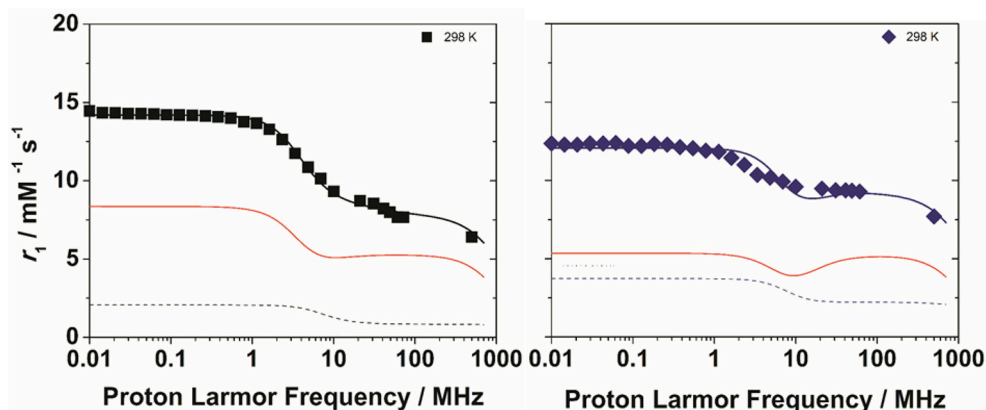 20
15
10
5
0
r₁ / mM⁻¹ s⁻¹
298 K
0.01 0.1 1 10 100
Proton Larmor Frequency / MHz
298 K
0.01 0.1 1 10 100 1000
Proton Larmor Frequency / MHz